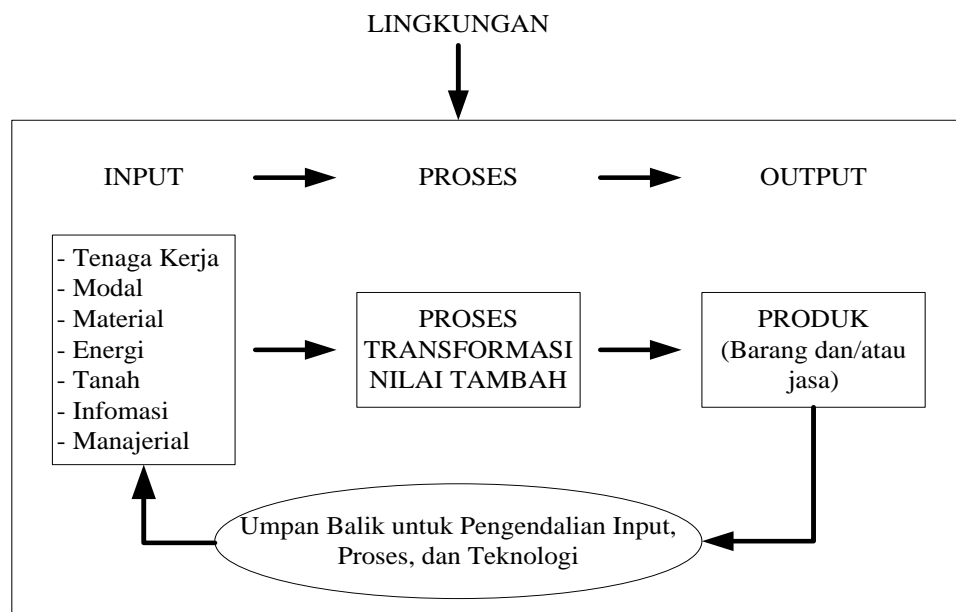 LINGKUNGAN
INPUT
PROSES
OUTPUT
- Tenaga Kerja
- Modal
- Material
- Energi
- Tanah
- Infomasi
- Manajerial
PROSES
TRANSFORMASI
NILAI TAMBAH
PRODUK
(Barang dan/atau
jasa)
Umpan Balik untuk Pengendalian Input,
Proses, dan Teknologi